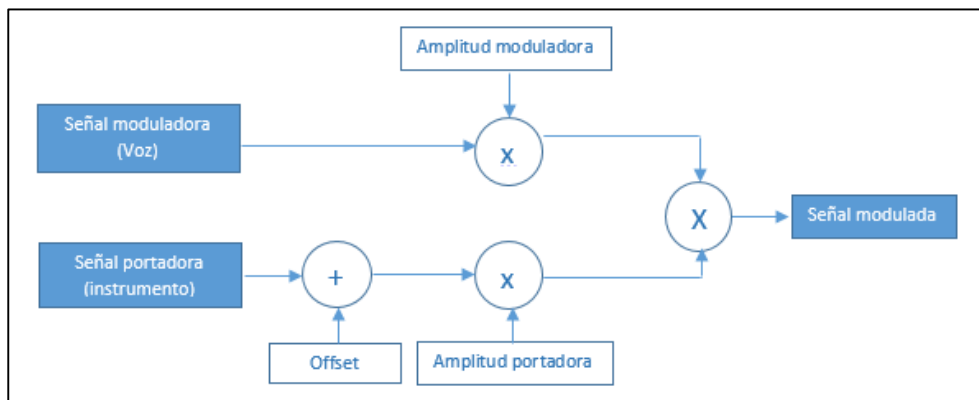 Amplitud moduladora
Señal moduladora
(Voz)
x
X
Señal modulada
Señal portadora
(instrumento)
+
x
Offset
Amplitud portadora